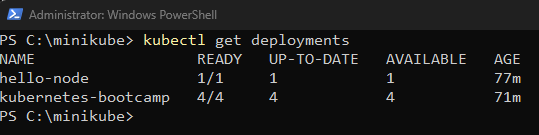 Administrator: Windows PowerShell
PS C:\minikube> kubectl get deployments
NAME                  READY   UP-TO-DATE   AVAILABLE   AGE
hello-node            1/1     1            1           77m
kubernetes-bootcamp   4/4     4            4           71m
PS C:\minikube>